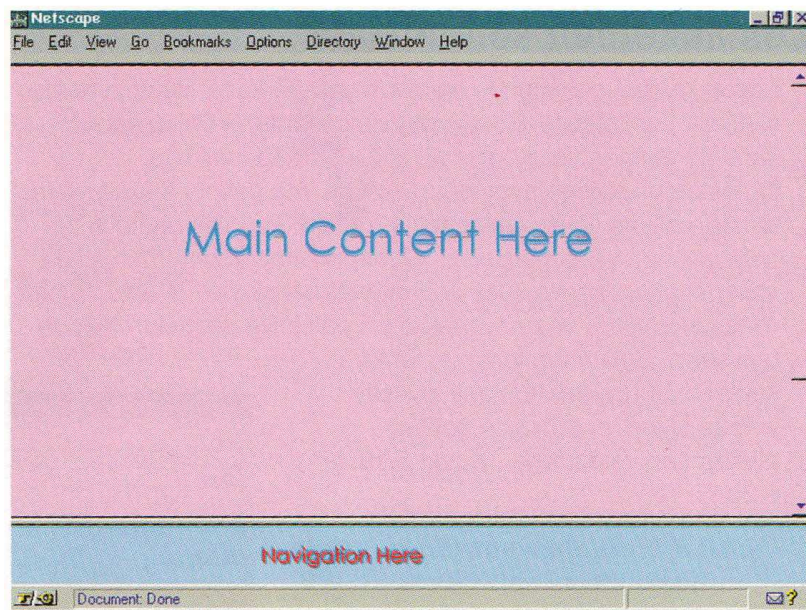 Netscape
File Edit View Go Bookmarks Options Directory Window Help
Main Content Here
Navigation Here
Document: Done